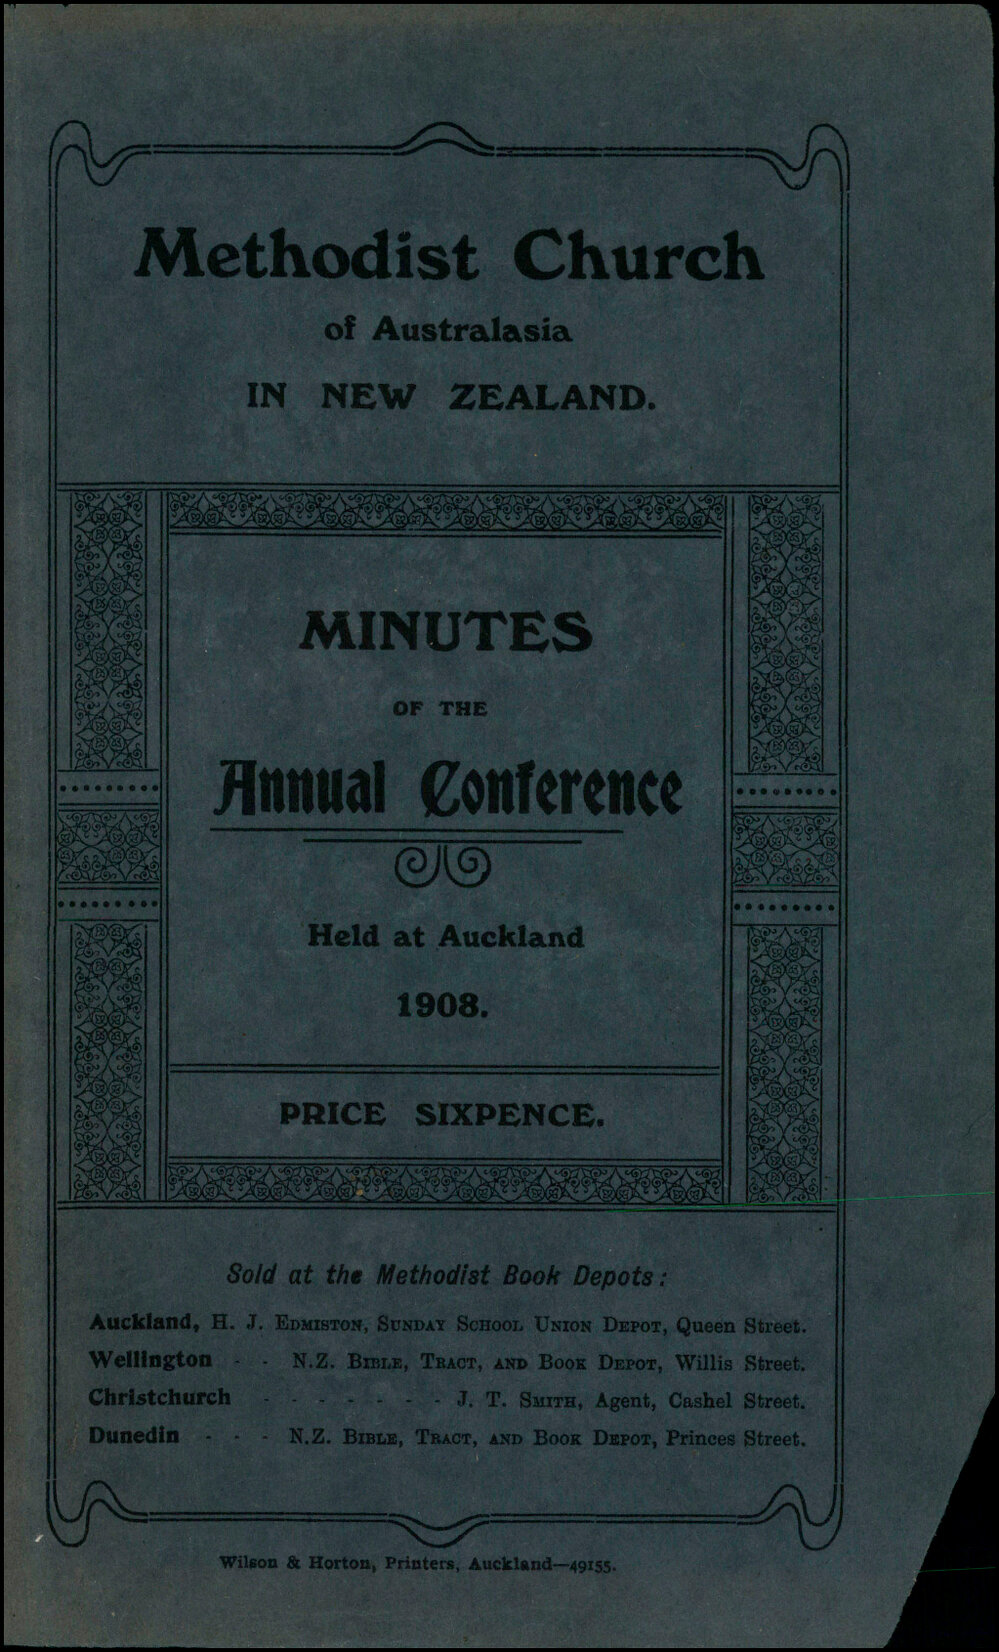 Methodist Church
of Australasia
IN NEW ZEALAND.
MINUTES
OF THE
Annual Conference
Held at Auckland
1908.
PRICE SIXPENCE.
Sold at the Methodist Book Depots:
Auckland, H. J. Edmiston, Sunday School Union Depot, Queen Street.
Wellington - - N.Z. Bible, Tract, and Book Depot, Willis Street.
Christchurch - - - - - - - J. T. Smith, Agent, Cashel Street.
Dunedin - - - N.Z. Bible, Tract, and Book Depot, Princes Street.
Wilson & Horton, Printers, Auckland—49155.